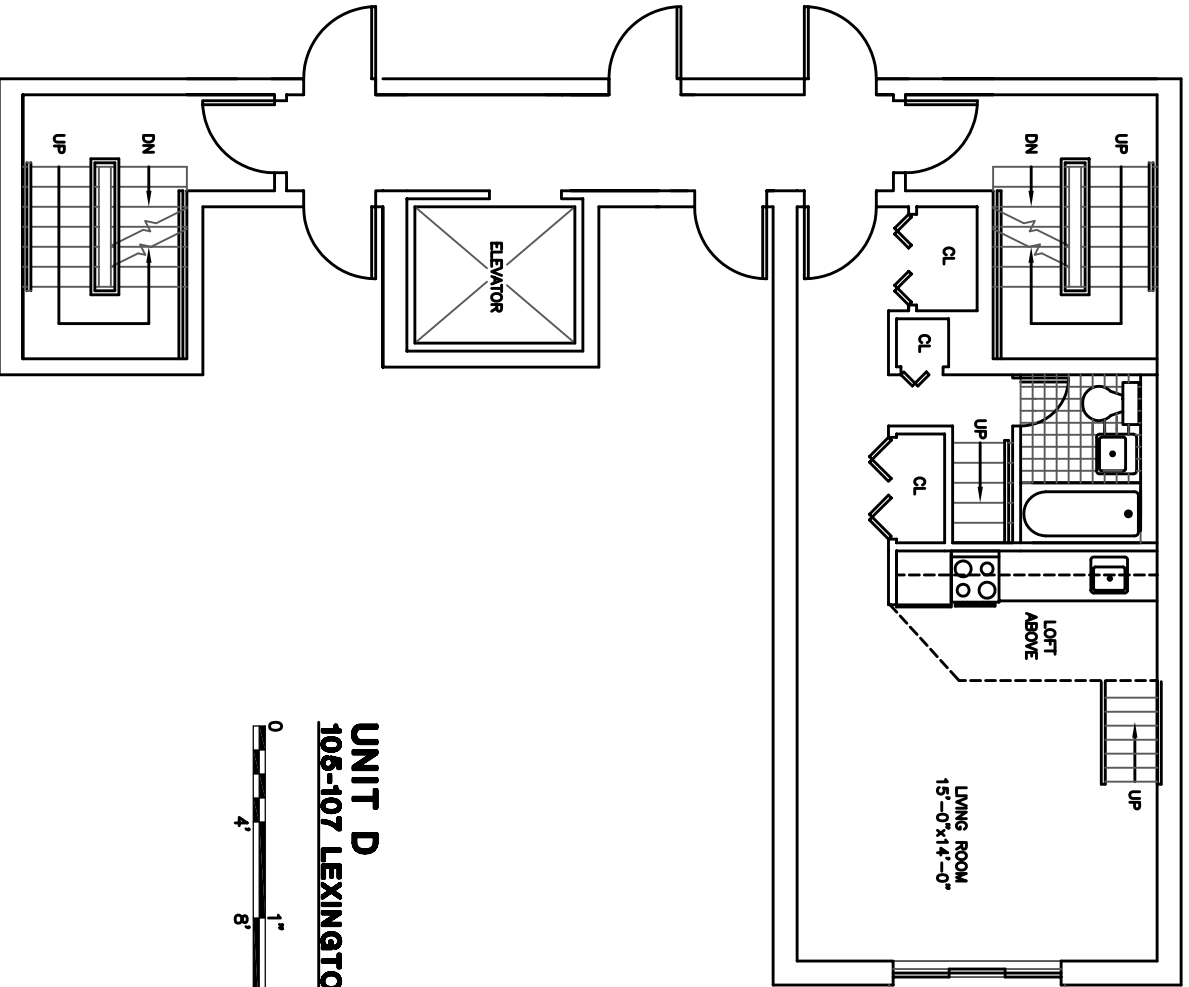 UP
DN
UP
DN
ELEVATOR
CL
CL
UP
CL
LOFT
ABOVE
UP
LIVING ROOM
15'-0"x14'-0"
UNIT D
105-107 LEXINGTO
0
4'
8'
1"